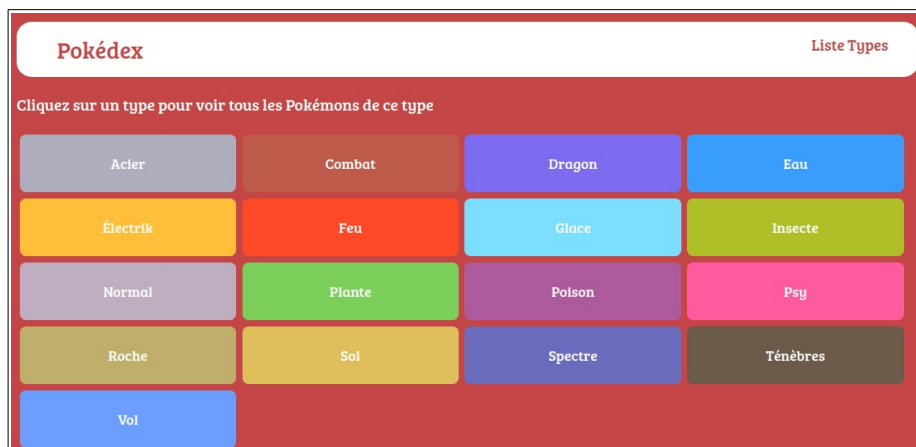 Pokédex
Liste Types
Cliquez sur un type pour voir tous les Pokémons de ce type
Acier Combat Dragon Eau
Électrik Feu Glace Insecte
Normal Plante Poison Psy
Roche Sol Spectre Ténèbres
Vol